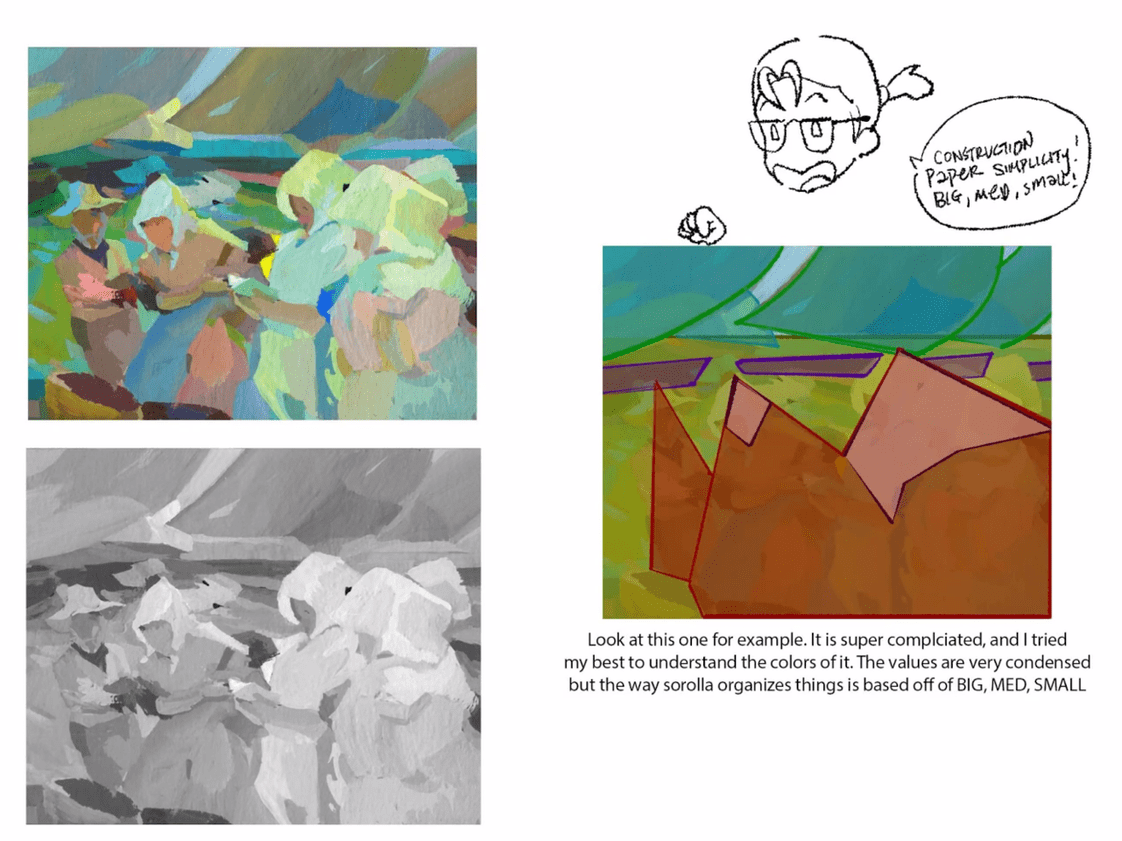 CONSTRUCTION
PAPER SIMPLICITY!
BIG, MED, SMALL!
Look at this one for example. It is super complciated, and I tried
my best to understand the colors of it. The values are very condensed
but the way sorolla organizes things is based off of BIG, MED, SMALL